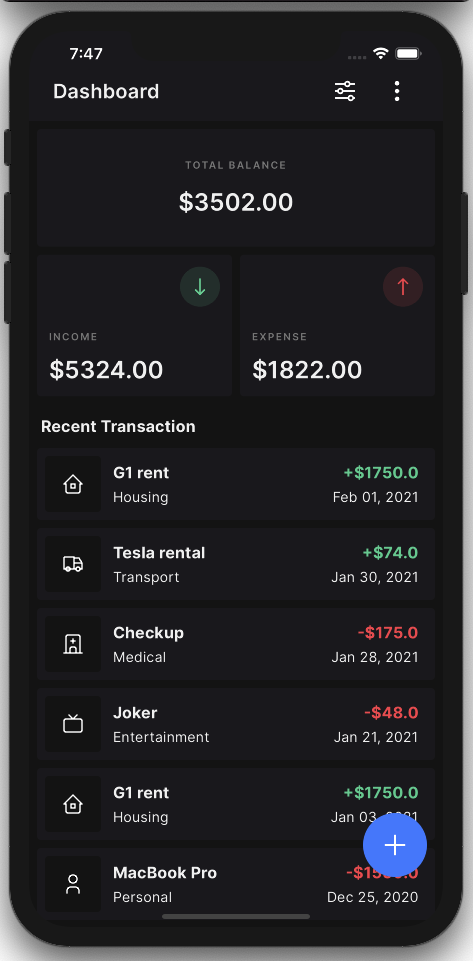 7:47
Dashboard
TOTAL BALANCE
$3502.00
INCOME
$5324.00
EXPENSE
$1822.00
Recent Transaction
G1 rent
+$1750.0
Housing
Feb 01, 2021
Tesla rental
+$74.0
Transport
Jan 30, 2021
Checkup
-$175.0
Medical
Jan 28, 2021
Joker
-$48.0
Entertainment
Jan 21, 2021
G1 rent
+$1750.0
Housing
Jan 03,
MacBook Pro
Personal
Dec 25, 2020